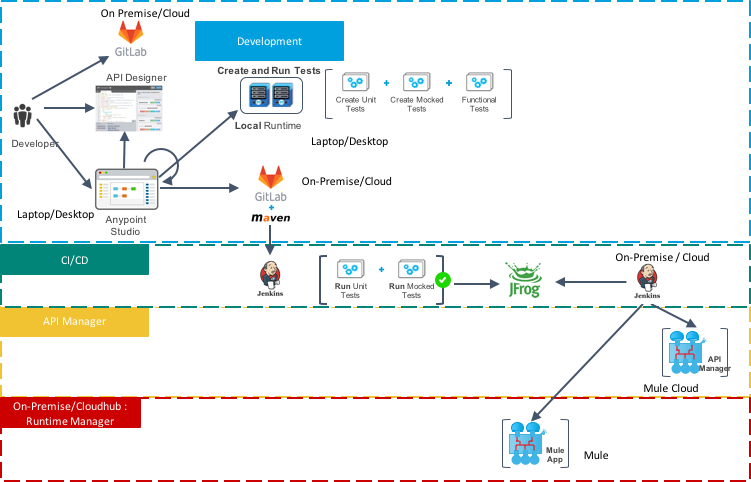 On Premise/Cloud
GitLab
Development
API Designer
Create and Run Tests
Create Unit
Tests
+
Create Mocked
Tests
+
Functional
Tests
Local Runtime
Developer
Laptop/Desktop
On-Premise/Cloud
GitLab
+
maven
Laptop/Desktop
Anypoint
Studio
CI/CD
Jenkins
Run Unit
Tests
+
Run Mocked
Tests
JFrog
On-Premise / Cloud
Jenkins
API Manager
API
Manager
Mule Cloud
On-Premise/Cloudhub :
Runtime Manager
Mule
App
Mule